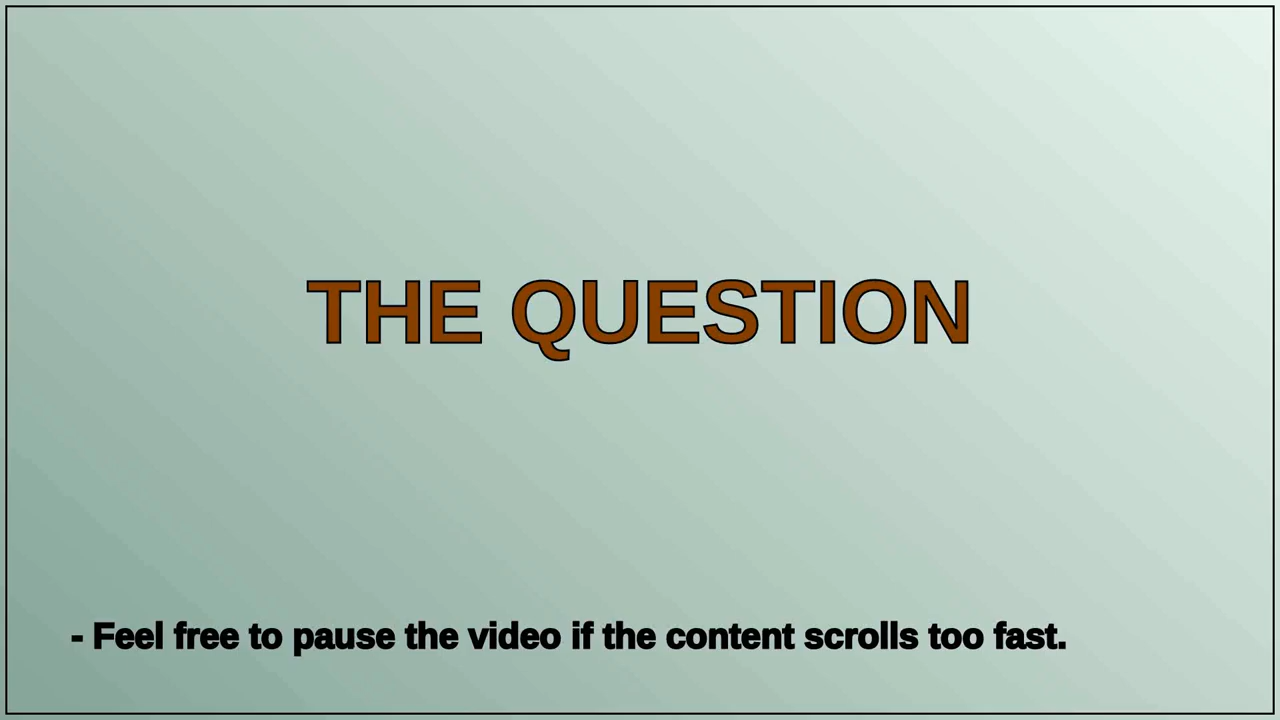 THE QUESTION
- Feel free to pause the video if the content scrolls too fast.